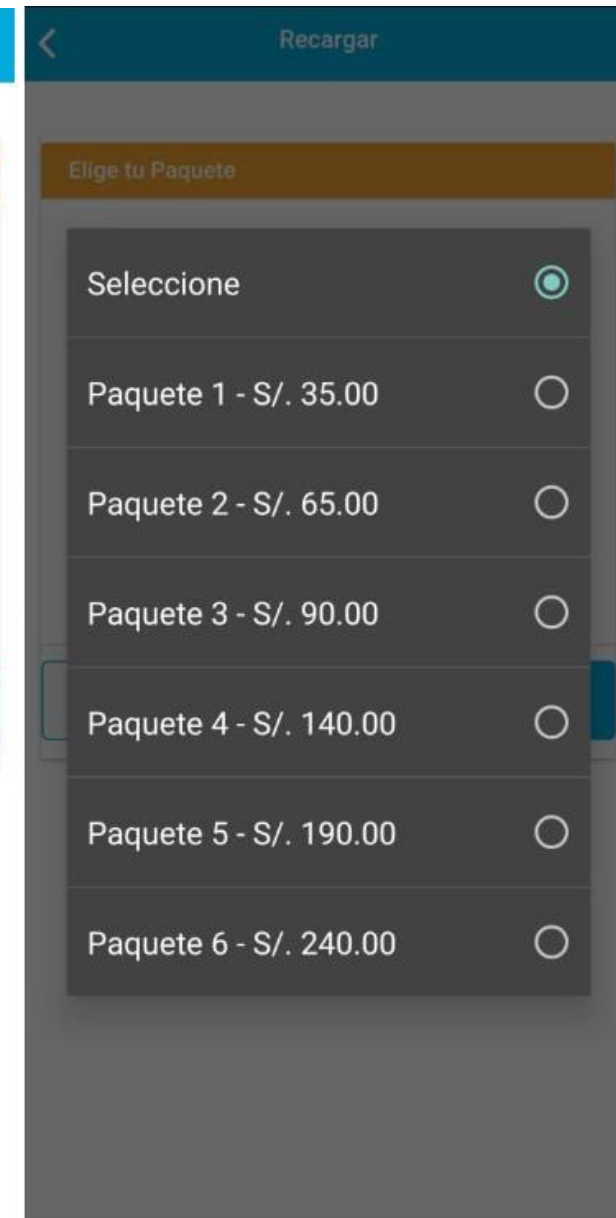 Recargar
Elige tu Paquete
Seleccione
Paquete 1 - S/. 35.00
Paquete 2 - S/. 65.00
Paquete 3 - S/. 90.00
Paquete 4 - S/. 140.00
Paquete 5 - S/. 190.00
Paquete 6 - S/. 240.00